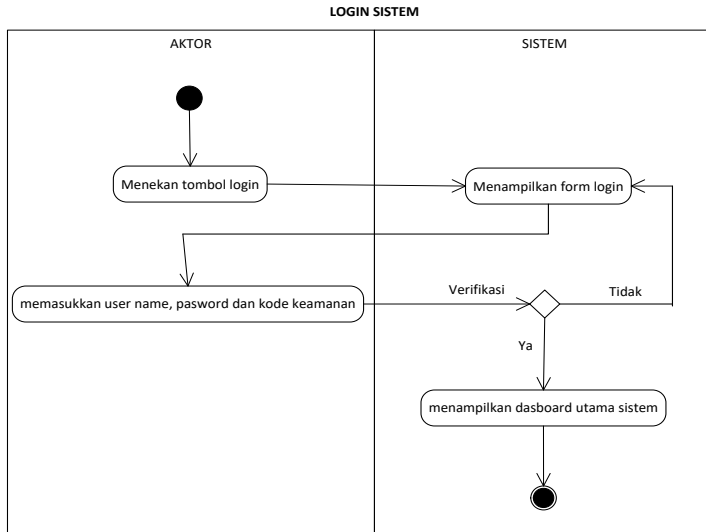 LOGIN SISTEM
AKTOR
SISTEM
Menekan tombol login
Menampilkan form login
memasukkan user name, pasword dan kode keamanan
Verifikasi
Tidak
Ya
menampilkan dasboard utama sistem